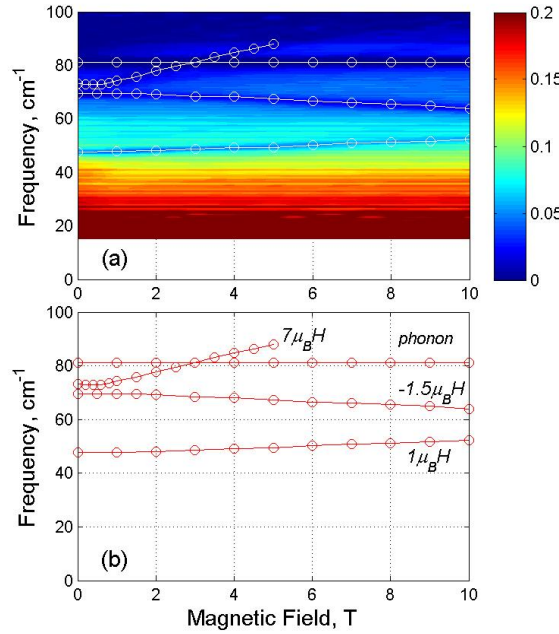 100
80
60
40
20
0
Frequency, cm-1
(a)
0 2 4 6 8 10
0.2
0.15
0.1
0.05
0
100
80
60
40
20
0
Frequency, cm-1
7μBH
phonon
-1.5μBH
1μBH
(b)
0 2 4 6 8 10
Magnetic Field, T